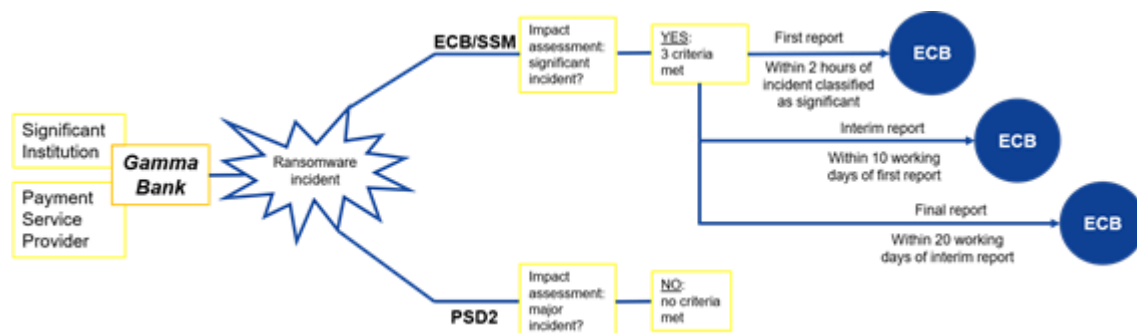 Significant
Institution
Payment
Service
Provider
Gamma
Bank
Ransomware
incident
ECB/SSM
Impact
assessment:
significant
incident?
YES:
3 criteria
met
First report
Within 2 hours of
incident classified
as significant
ECB
Interim report
Within 10 working
days of first report
ECB
Final report
Within 20 working
days of interim report
ECB
PSD2
Impact
assessment:
major
incident?
NO:
no criteria
met